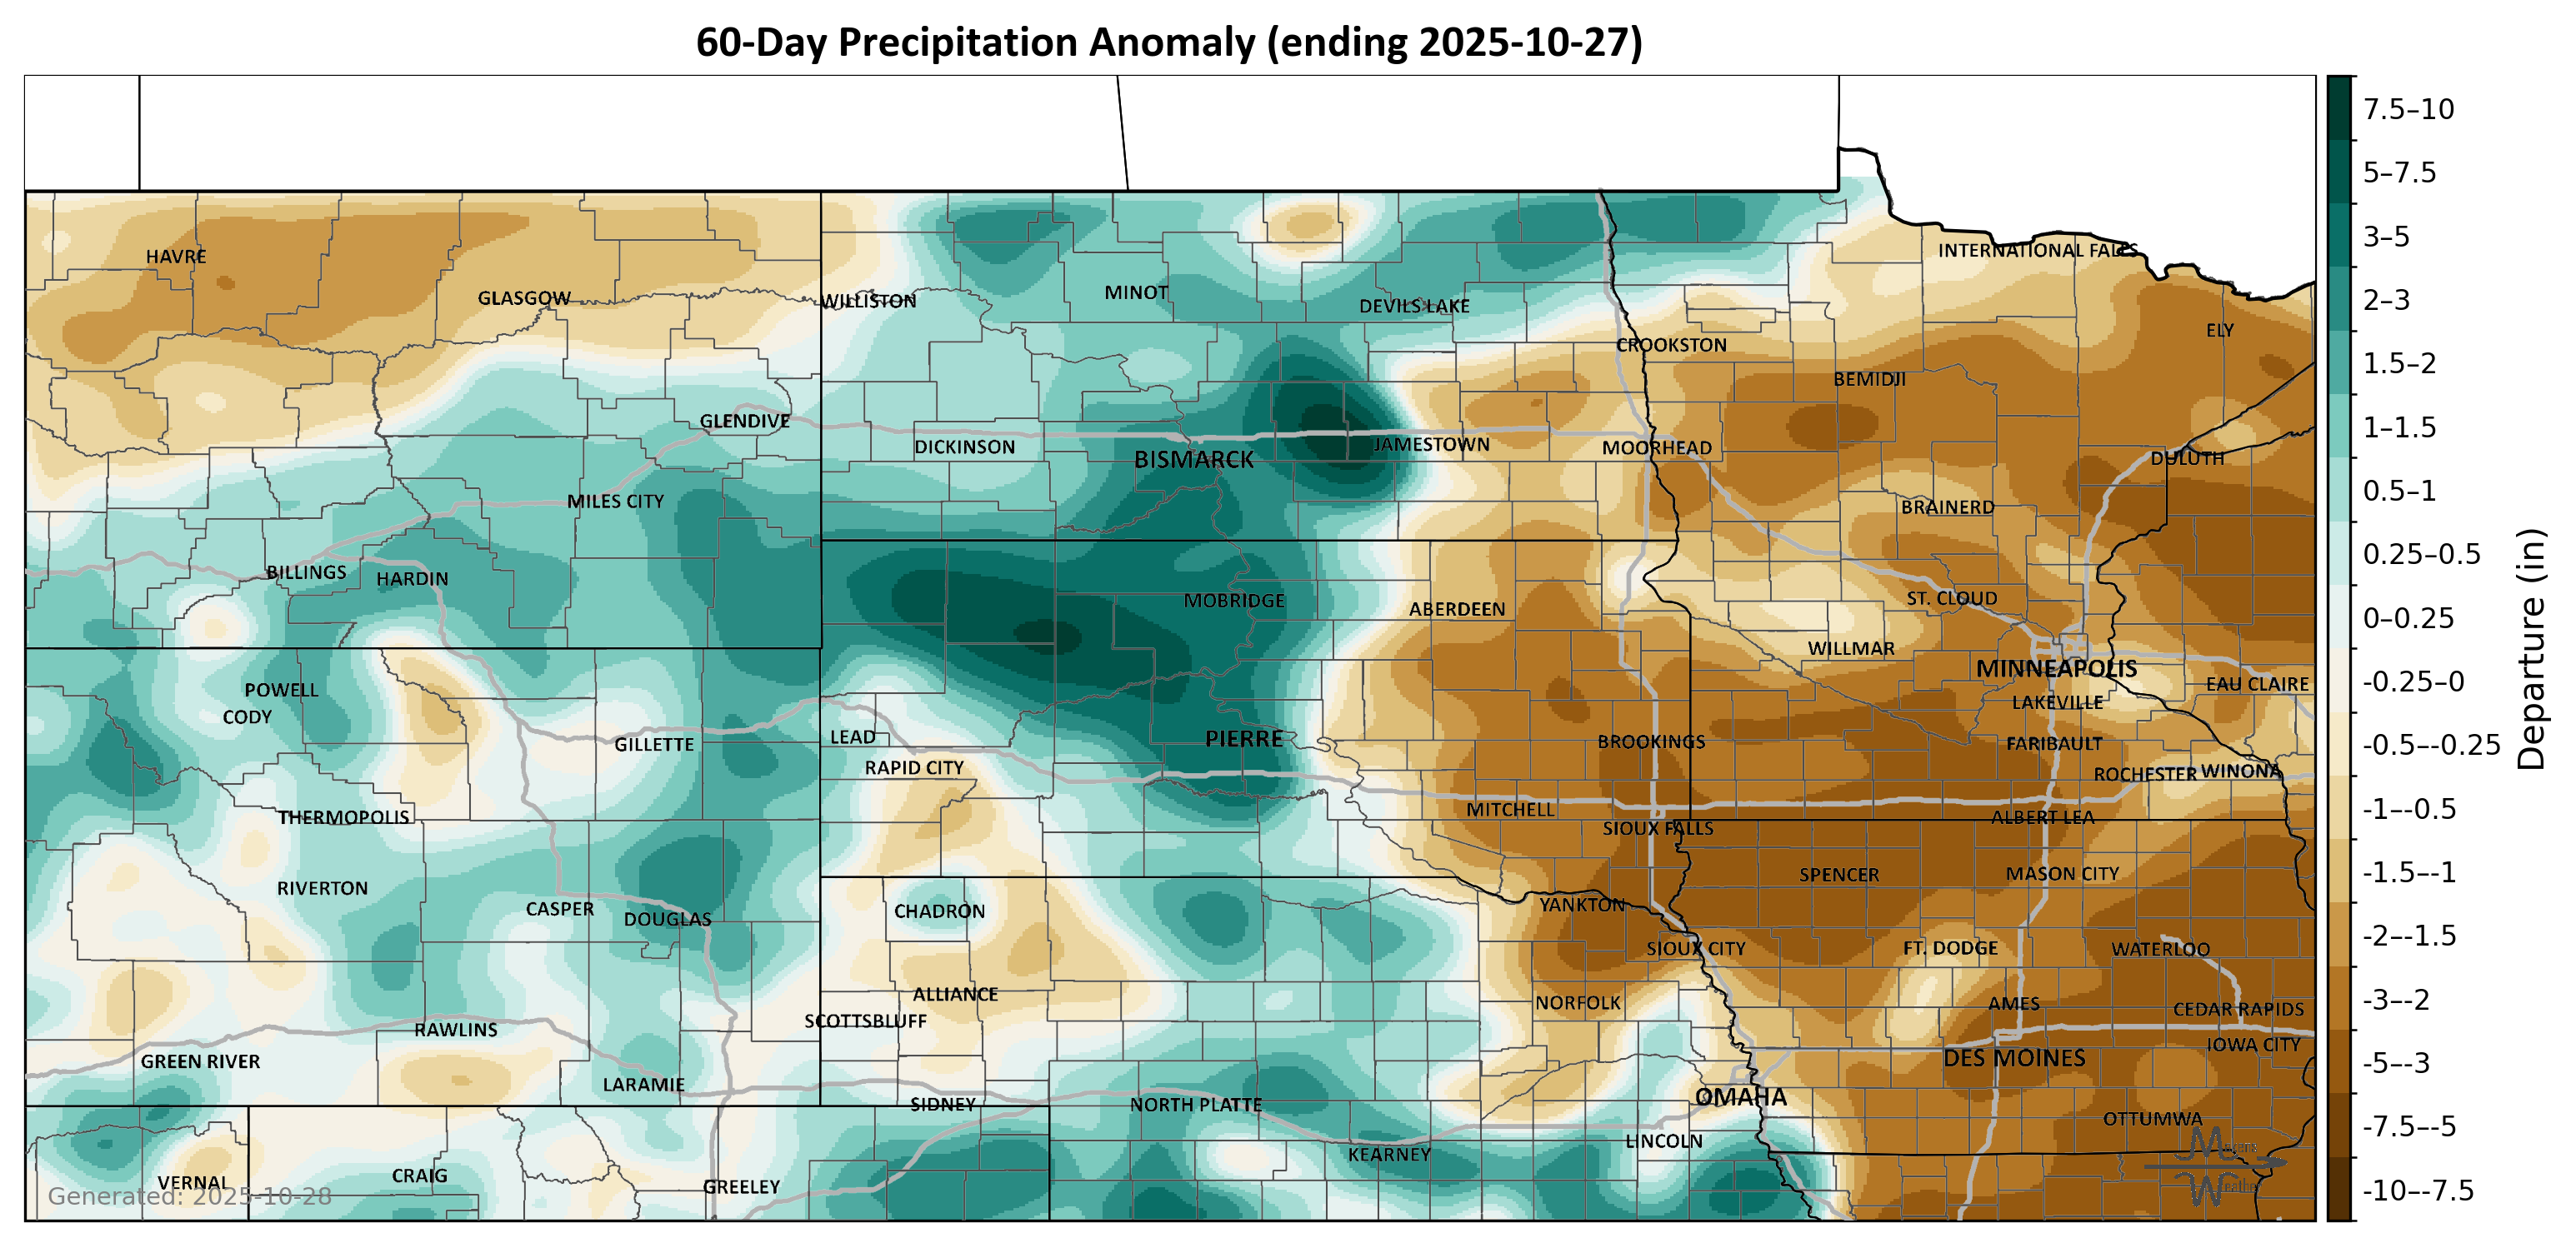 60-Day Precipitation Anomaly (ending 2025-10-27)
7.5–10
5–7.5
3–5
2–3
1.5–2
1–1.5
0.5–1
0.25–0.5
0–0.25
-0.25–0
-0.5–-0.25
-1–-0.5
-1.5–-1
-2–-1.5
-3–-2
-5–-3
-7.5–-5
-10–-7.5
Departure (in)
HAVRE
INTERNATIONAL FALLS
GLASGOW
WILLISTON
MINOT
DEVILS LAKE
ELY
CROOKSTON
BEMIDJI
GLENDIVE
DICKINSON
BISMARCK
JAMESTOWN
MOORHEAD
DULUTH
MILES CITY
BRAINERD
BILLINGS
HARDIN
MOBRIDGE
ABERDEEN
ST. CLOUD
WILLMAR
MINNEAPOLIS
POWELL
CODY
LAKEVILLE
EAU CLAIRE
GILLETTE
LEAD
PIERRE
BROOKINGS
FARIBAULT
RAPID CITY
ROCHESTER
WINONA
THERMOPOLIS
MITCHELL
SIOUX FALLS
ALBERT LEA
RIVERTON
SPENCER
MASON CITY
CASPER
DOUGLAS
CHADRON
YANKTON
SIOUX CITY
FT. DODGE
WATERLOO
ALLIANCE
NORFOLK
AMES
CEDAR RAPIDS
SCOTTSBLUFF
RAWLINS
GREEN RIVER
DES MOINES
IOWA CITY
LARAMIE
SIDNEY
NORTH PLATTE
OMAHA
OTTUMWA
LINCOLN
KEARNEY
VERNAL
CRAIG
GREELEY
Generated: 2025-10-28